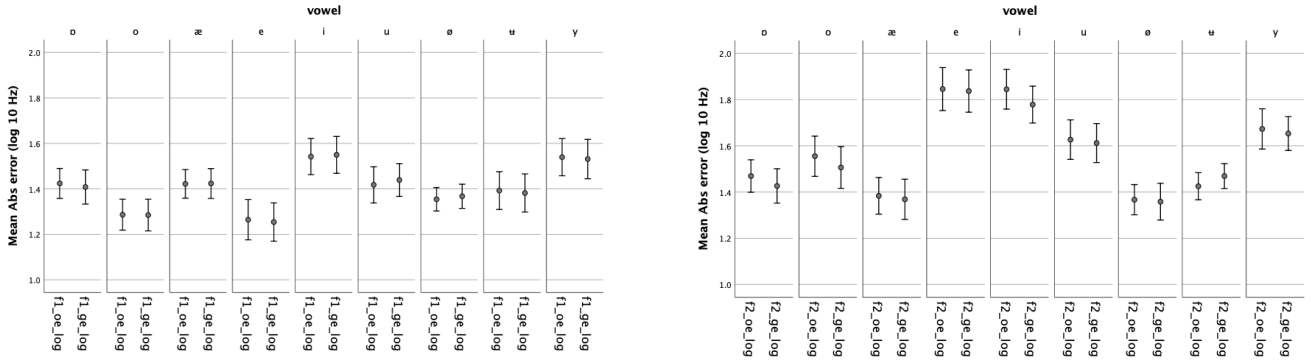 vowel
ɒ o æ e i u ø ʉ y
Mean Abs error (log 10 Hz)
2.0
1.8
1.6
1.4
1.2
1.0
f1_oe_log f1_ge_log f1_oe_log f1_ge_log f1_oe_log f1_ge_log f1_oe_log f1_ge_log f1_oe_log f1_ge_log f1_oe_log f1_ge_log f1_oe_log f1_ge_log f1_oe_log f1_ge_log f1_oe_log f1_ge_log
vowel
ɒ o æ e i u ø ʉ y
Mean Abs error (log 10 Hz)
2.0
1.8
1.6
1.4
1.2
1.0
f2_oe_log f2_ge_log f2_oe_log f2_ge_log f2_oe_log f2_ge_log f2_oe_log f2_ge_log f2_oe_log f2_ge_log f2_oe_log f2_ge_log f2_oe_log f2_ge_log f2_oe_log f2_ge_log f2_oe_log f2_ge_log